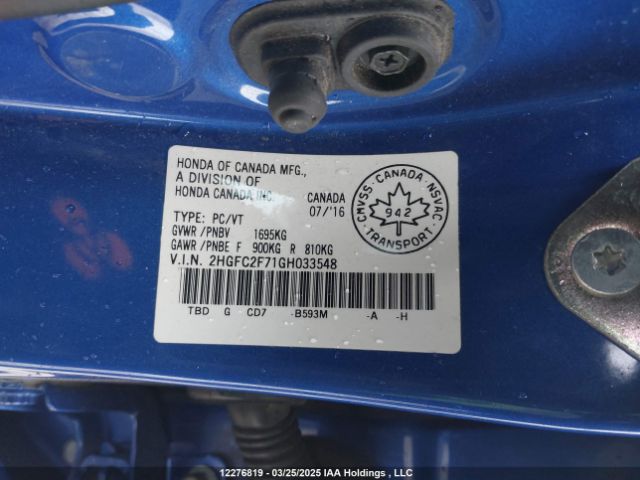 HONDA OF CANADA MFG.,
A DIVISION OF
HONDA CANADA INC.
CANADA
07/'16
TYPE: PC/VT
GVWR /PNBV 1695KG
GAWR /PNBE F 900KG R 810KG
V.I.N. 2HGFC2F71GH033548
TBD G CD7 -B593M -A -H
CMVSS · CANADA · NSVAC
942
TRANSPORT
12276819 - 03/25/2025 IAA Holdings , LLC